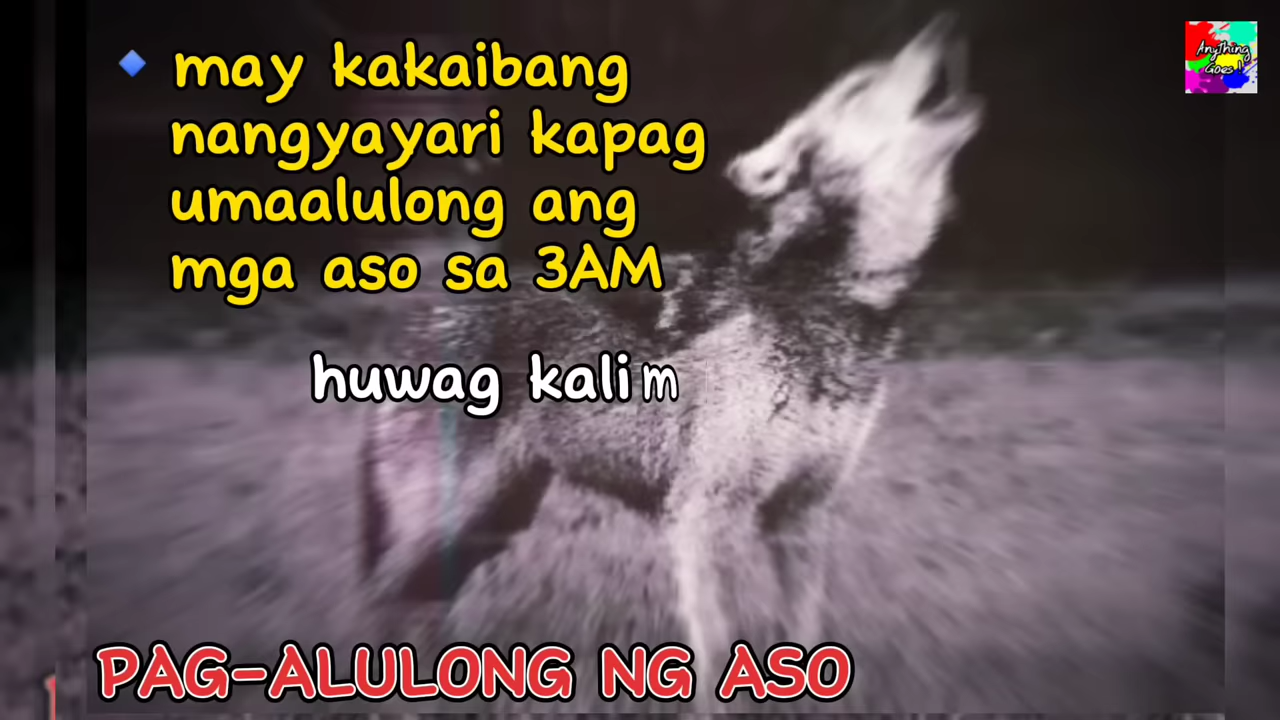 may kakaibang
nangyayari kapag
umaalulong ang
mga aso sa 3AM
huwag kalim
PAG-ALULONG NG ASO
AnyThing
Goes!